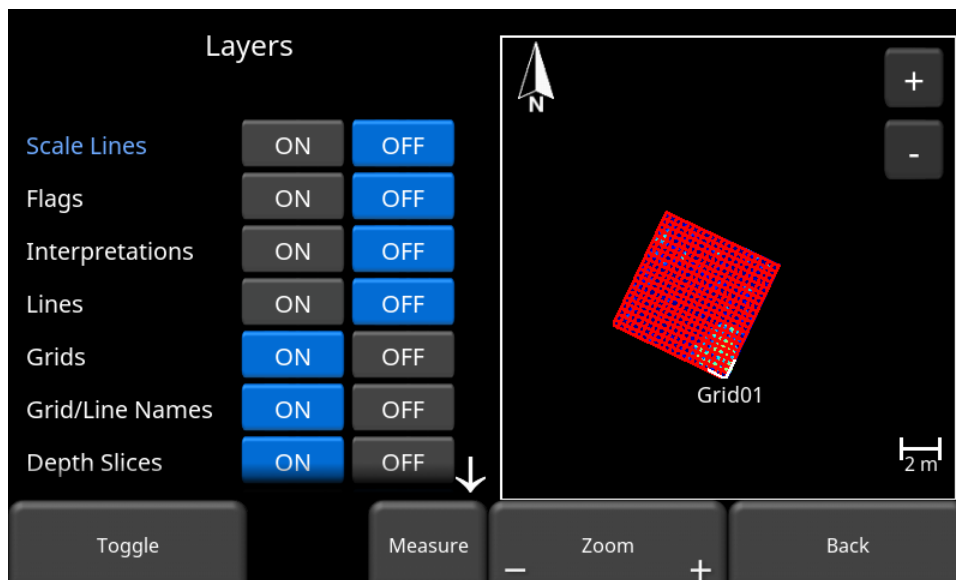 Layers
Scale Lines ON OFF
Flags ON OFF
Interpretations ON OFF
Lines ON OFF
Grids ON OFF
Grid/Line Names ON OFF
Depth Slices ON OFF
N
+
-
Grid01
2 m
Toggle
Measure
Zoom
− +
Back